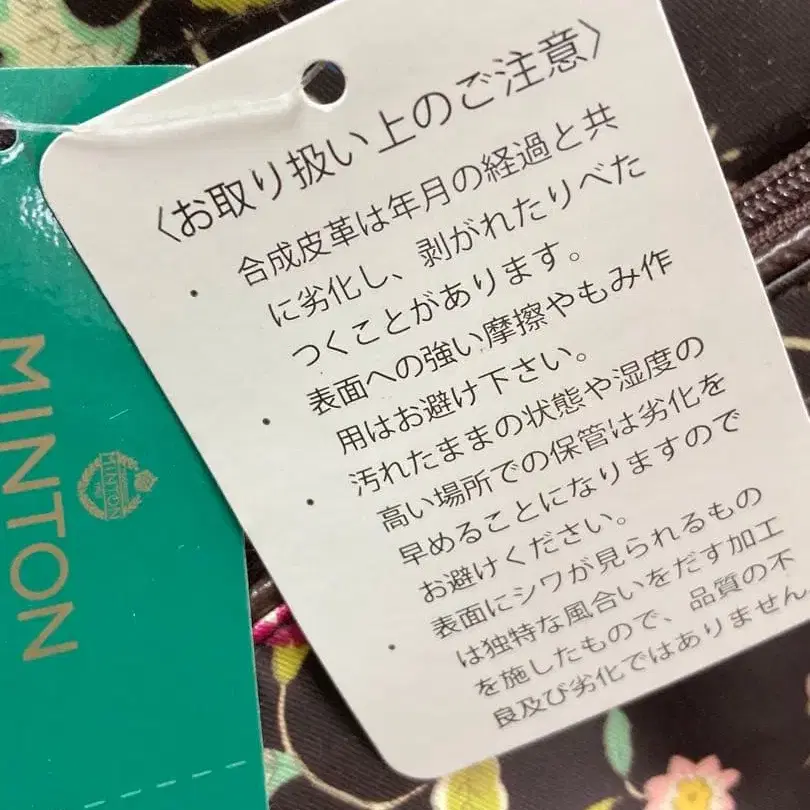 〈お取り扱い上のご注意〉
・ 合成皮革は年月の経過と共
に劣化し、剥がれたりべた
つくことがあります。
・ 表面への強い摩擦やもみ作
用はお避け下さい。
・ 汚れたままの状態や湿度の
高い場所での保管は劣化を
早めることになりますので
お避けください。
・ 表面にシワが見られるもの
は独特な風合いをだす加工
を施したもので、品質の不
良及び劣化ではありません
MINTON
MINTON